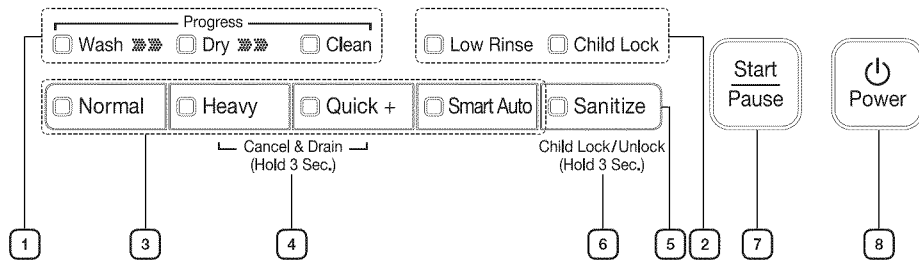 Progress
Wash Dry Clean Low Rinse Child Lock
Start
Pause
Power
Normal Heavy Quick + Smart Auto Sanitize
Cancel & Drain
(Hold 3 Sec.)
Child Lock/Unlock
(Hold 3 Sec.)
1 3 4 6 5 2 7 8